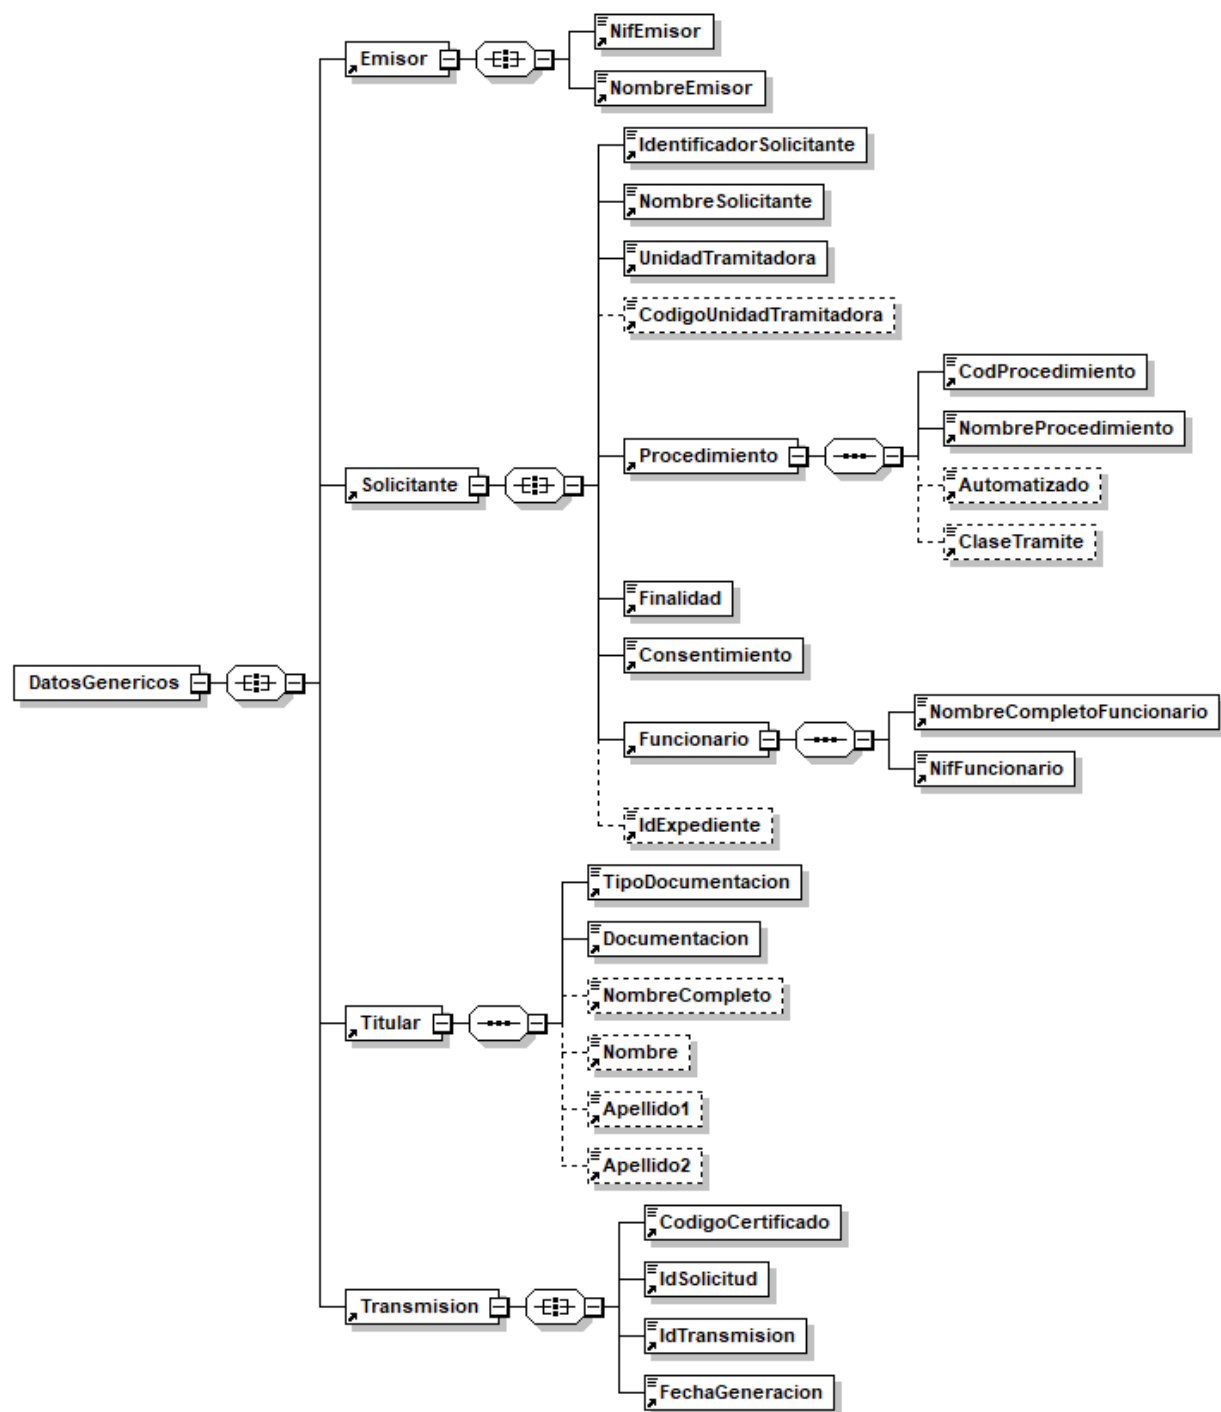 NifEmisor
Emisor
NombreEmisor
IdentificadorSolicitante
NombreSolicitante
UnidadTramitadora
CodigoUnidadTramitadora
CodProcedimiento
NombreProcedimiento
Procedimiento
Solicitante
Automatizado
ClaseTramite
Finalidad
Consentimiento
DatosGenericos
NombreCompletoFuncionario
Funcionario
NifFuncionario
IdExpediente
TipoDocumentacion
Documentacion
NombreCompleto
Titular
Nombre
Apellido1
Apellido2
CodigoCertificado
IdSolicitud
Transmision
IdTransmision
FechaGeneracion